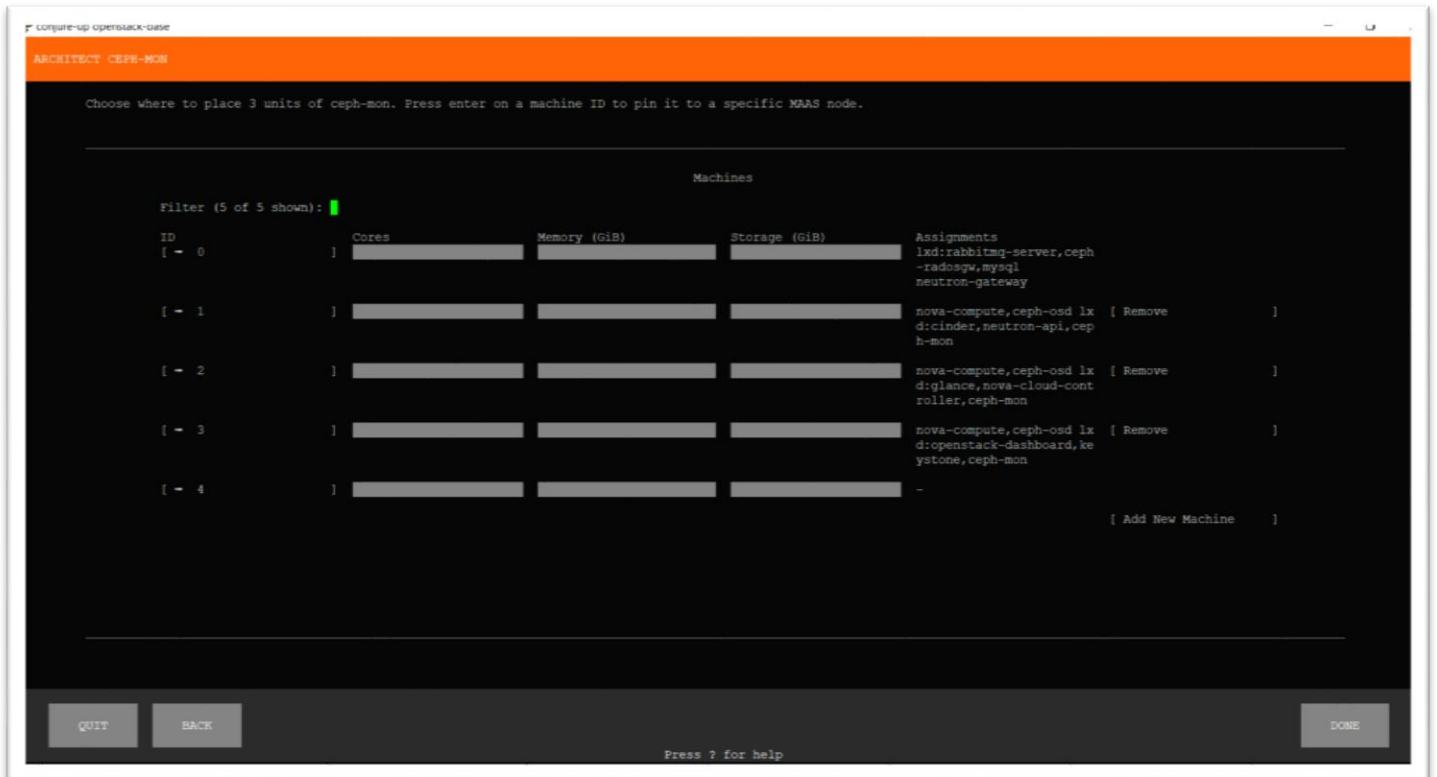 conjure-up openstack-base
ARCHITECT CEPH-MON
Choose where to place 3 units of ceph-mon. Press enter on a machine ID to pin it to a specific MAAS node.
Machines
Filter (5 of 5 shown):
ID Cores Memory (GiB) Storage (GiB) Assignments
[ → 0 ] lxd:rabbitmq-server,ceph
-radosgw,mysql
neutron-gateway
[ → 1 ] nova-compute,ceph-osd lx [ Remove ]
d:cinder,neutron-api,cep
h-mon
[ → 2 ] nova-compute,ceph-osd lx [ Remove ]
d:glance,nova-cloud-cont
roller,ceph-mon
[ → 3 ] nova-compute,ceph-osd lx [ Remove ]
d:openstack-dashboard,ke
ystone,ceph-mon
[ → 4 ] -
[ Add New Machine ]
QUIT BACK DONE
Press ? for help